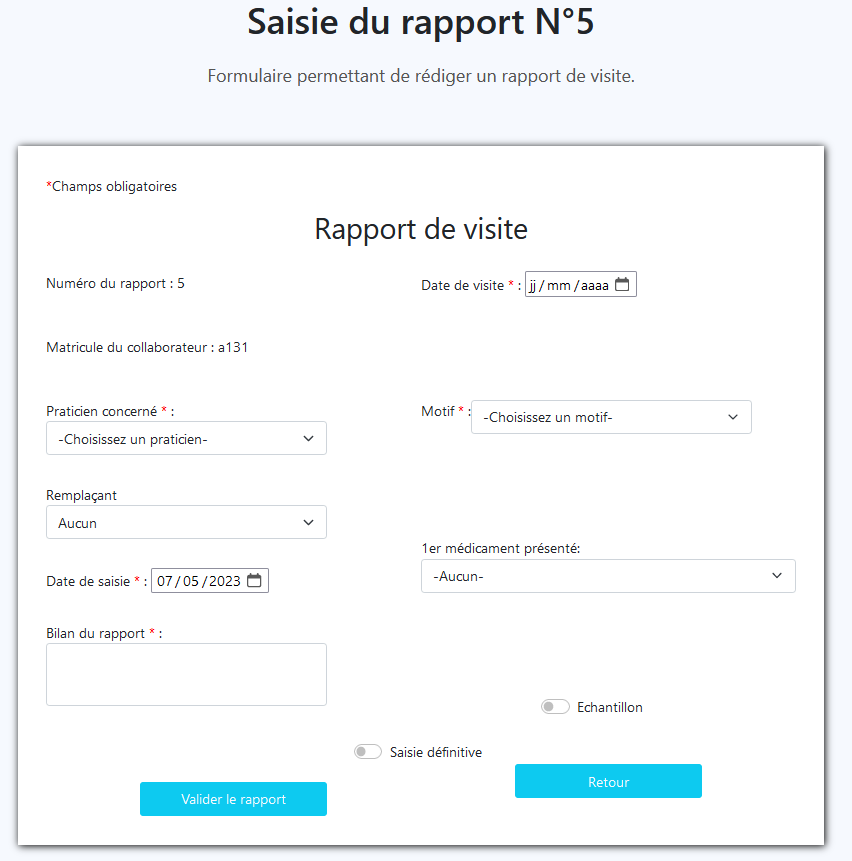 Saisie du rapport N°5
Formulaire permettant de rédiger un rapport de visite.
*Champs obligatoires
Rapport de visite
Numéro du rapport : 5
Date de visite * : jj/mm/aaaa
Matricule du collaborateur : a131
Praticien concerné * :
-Choisissez un praticien-
Motif * : -Choisissez un motif-
Remplaçant
Aucun
1er médicament présenté:
-Aucun-
Date de saisie * : 07/05/2023
Bilan du rapport * :
Echantillon
Saisie définitive
Valider le rapport
Retour